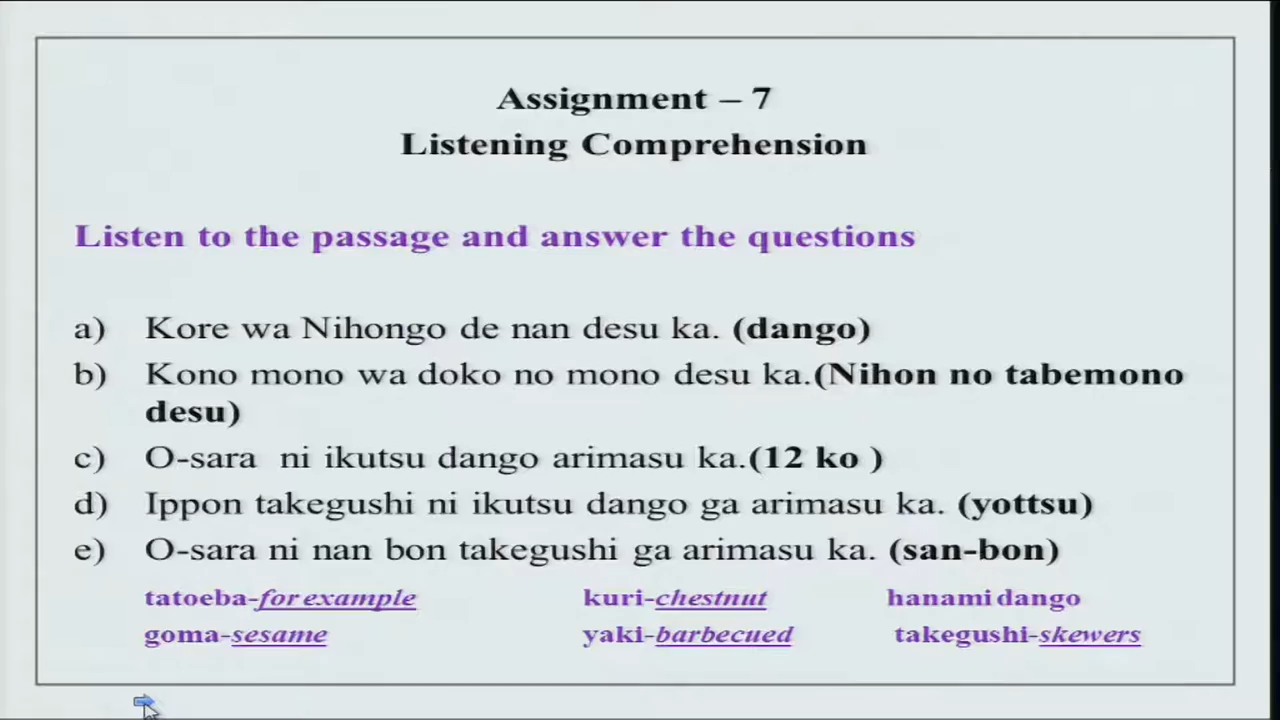 Assignment – 7
Listening Comprehension
Listen to the passage and answer the questions
a) Kore wa Nihongo de nan desu ka. (dango)
b) Kono mono wa doko no mono desu ka.(Nihon no tabemono
desu)
c) O-sara ni ikutsu dango arimasu ka.(12 ko )
d) Ippon takegushi ni ikutsu dango ga arimasu ka. (yottsu)
e) O-sara ni nan bon takegushi ga arimasu ka. (san-bon)
tatoeba-for example kuri-chestnut hanami dango
goma-sesame yaki-barbecued takegushi-skewers